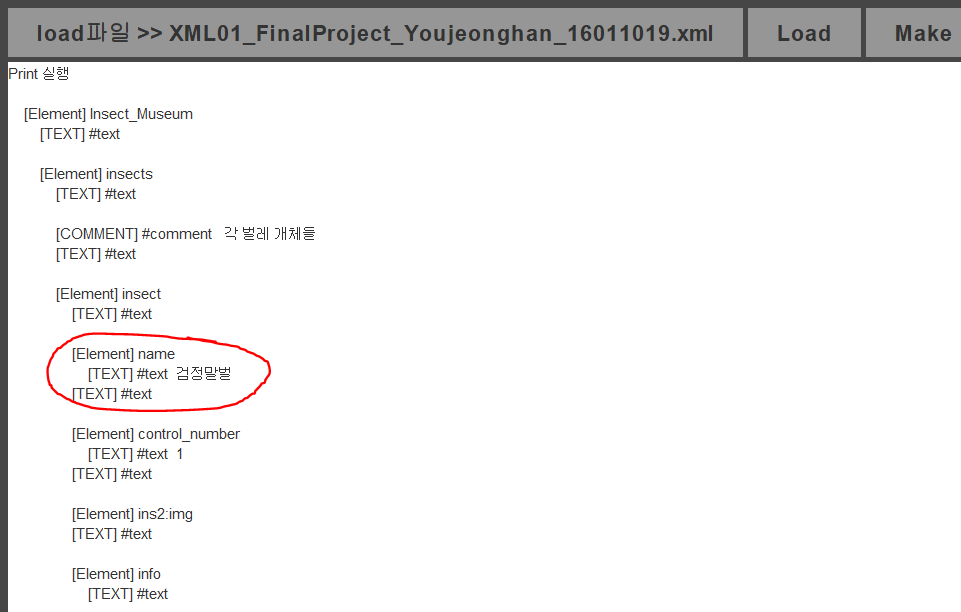 load파일 >> XML01_FinalProject_Youjeonghan_16011019.xml Load Make
Print 실행
[Element] Insect_Museum
[TEXT] #text
[Element] insects
[TEXT] #text
[COMMENT] #comment 각 벌레 개체들
[TEXT] #text
[Element] insect
[TEXT] #text
[Element] name
[TEXT] #text 검정말벌
[TEXT] #text
[Element] control_number
[TEXT] #text 1
[TEXT] #text
[Element] ins2:img
[TEXT] #text
[Element] info
[TEXT] #text